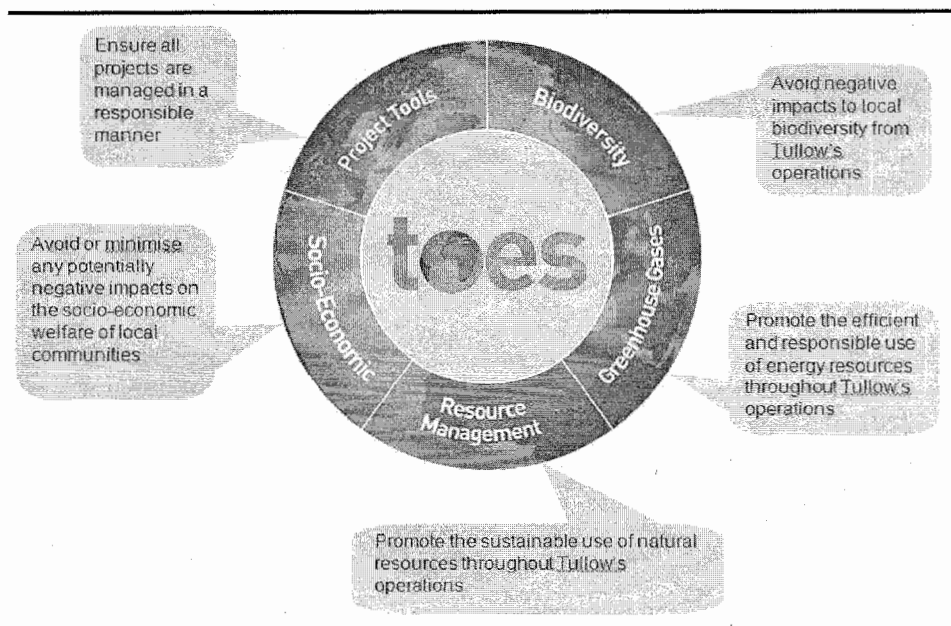 Ensure all
projects are
managed in a
responsible
manner
Project Tools
Biodiversity
Avoid negative
impacts to local
biodiversity from
Tullow's
operations
Avoid or minimise
any potentially
negative impacts on
the socio-economic
welfare of local
communities
Socio-Economic
toes
Greenhouse Gases
Promote the efficient
and responsible use
of energy resources
throughout Tullow's
operations
Resource
Management
Promote the sustainable use of natural
resources throughout Tullow's
operations